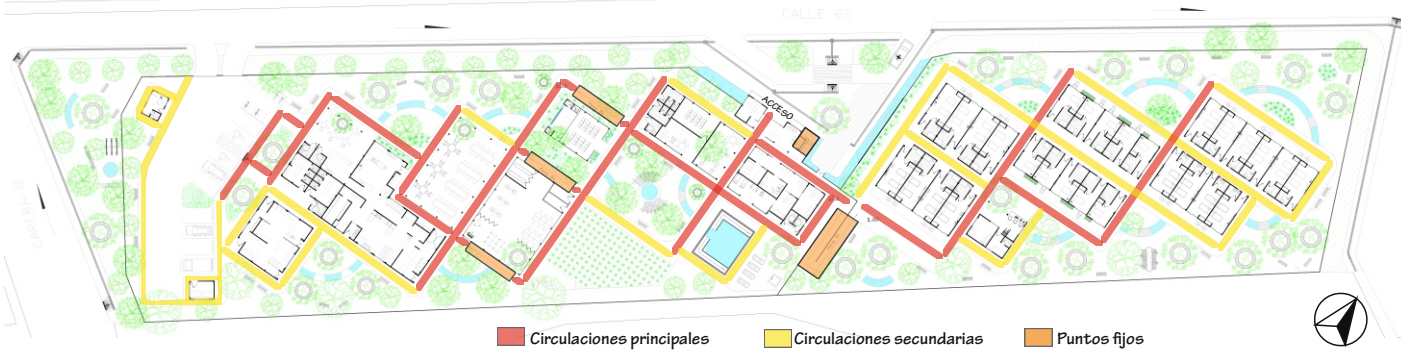 CALLE 62
ACCESO
CARRERA 8
Circulaciones principales
Circulaciones secundarias
Puntos fijos